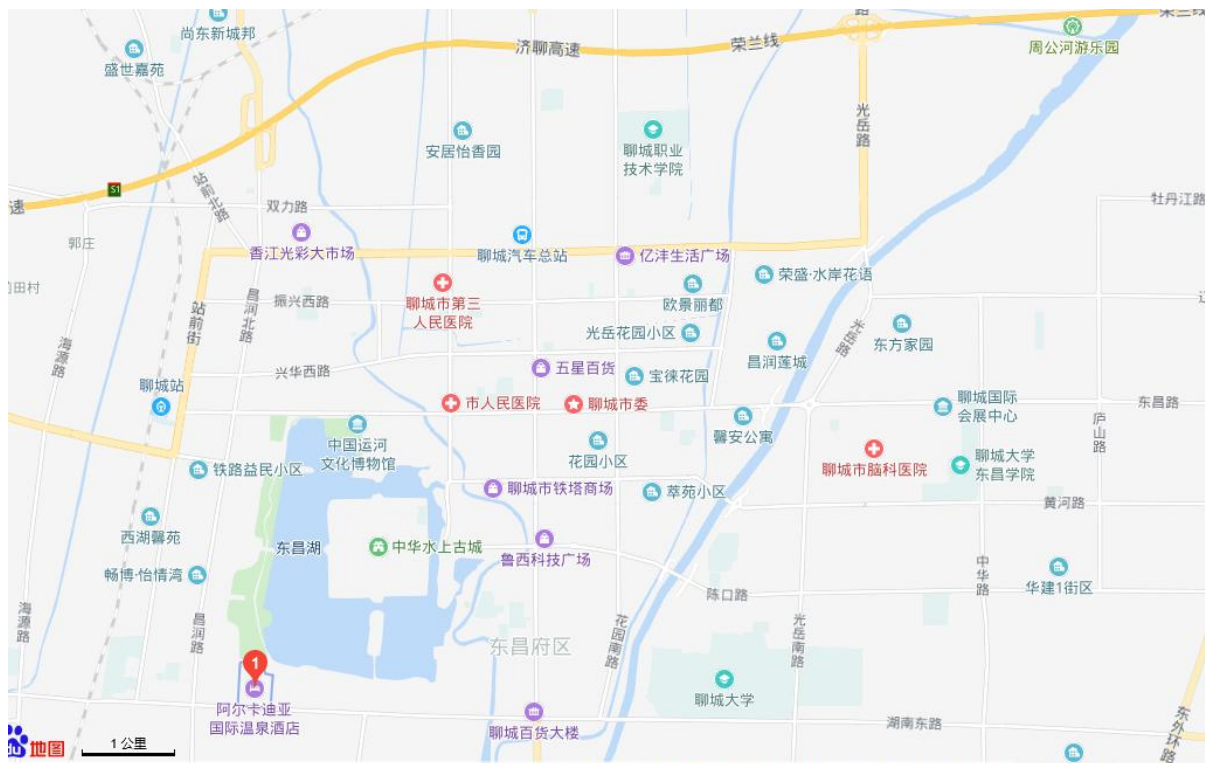 尚东新城邦
荣兰线
周公河游乐园
盛世嘉苑
济聊高速
荣兰线
光岳路
安居怡香园
聊城职业
技术学院
站前北路
S1
速
双力路
牡丹江路
郭庄
香江光彩大市场
聊城汽车总站
亿沣生活广场
荣盛·水岸花语
田村
昌润北路
振兴西路
聊城市第三
人民医院
欧景丽都
站前街
光岳花园小区
光岳路
东方家园
海源路
昌润莲城
兴华西路
五星百货
宝徕花园
聊城站
市人民医院
聊城市委
聊城国际
会展中心
东昌路
中国运河
文化博物馆
馨安公寓
庐山路
铁路益民小区
花园小区
聊城市脑科医院
聊城大学
东昌学院
聊城市铁塔商场
萃苑小区
黄河路
西湖馨苑
东昌湖
中华水上古城
鲁西科技广场
畅博·怡情湾
中华路
华建1街区
陈口路
海源路
昌润路
花园南路
光岳南路
东昌府区
1
聊城大学
阿尔卡迪亚
国际温泉酒店
聊城百货大楼
湖南东路
东外环路
du
地图
1公里